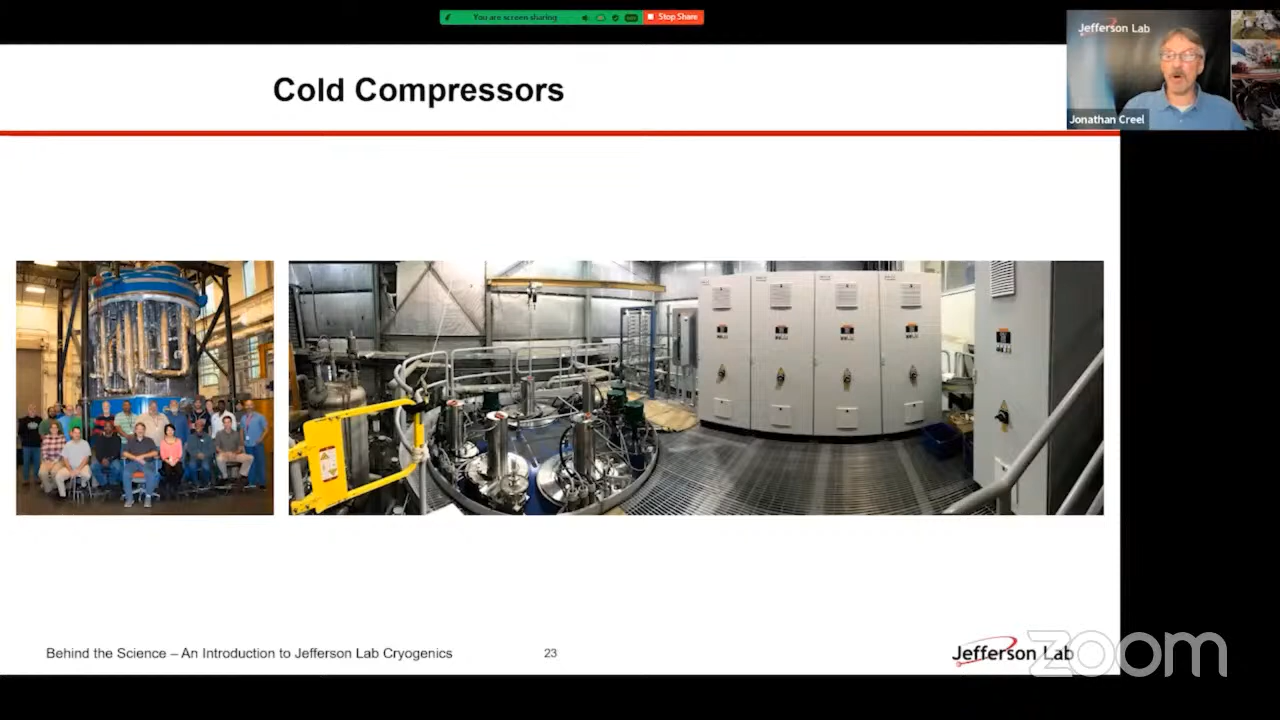 You are screen sharing
Stop Share
Jefferson Lab
Jonathan Creel
Cold Compressors
Behind the Science – An Introduction to Jefferson Lab Cryogenics
23
Jefferson Lab
zoom